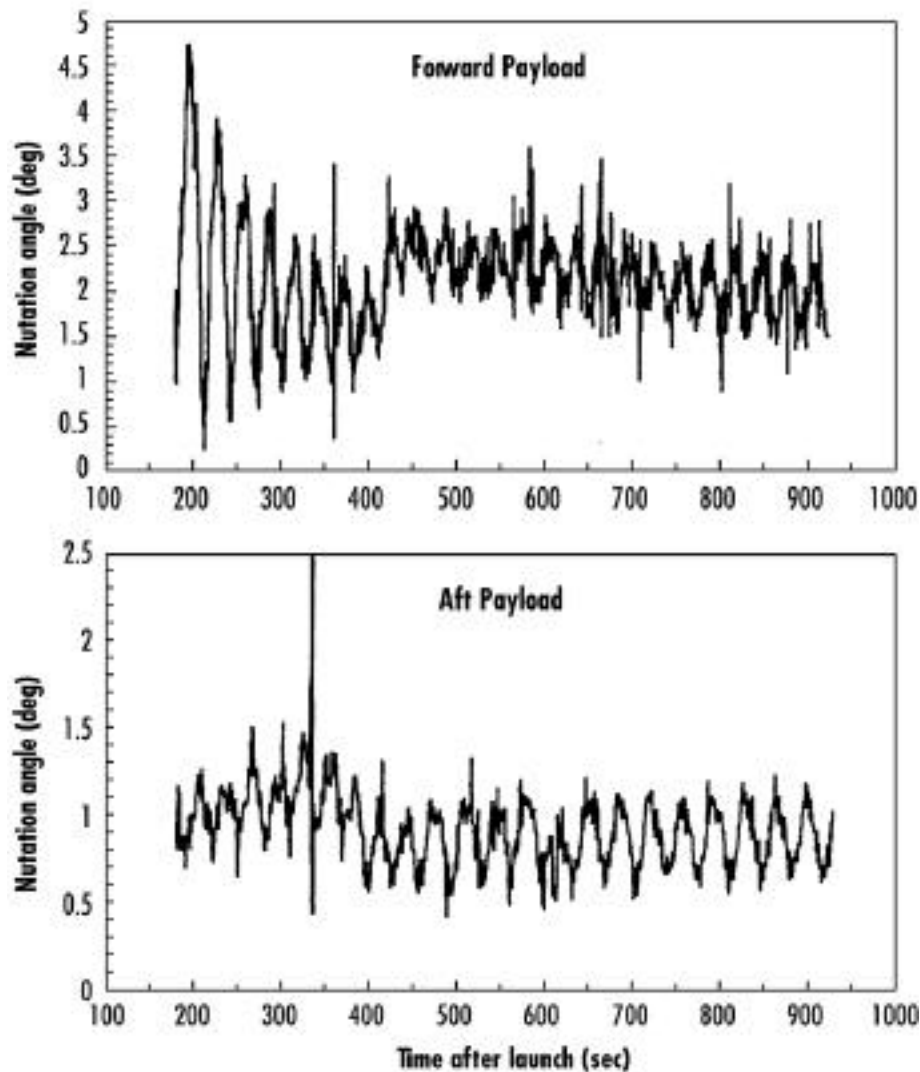 5
4.5
4
3.5
3
2.5
2
1.5
1
0.5
0
Nutation angle (deg)
Forward Payload
100 200 300 400 500 600 700 800 900 1000
2.5
2
1.5
1
0.5
0
Nutation angle (deg)
Aft Payload
100 200 300 400 500 600 700 800 900 1000
Time after launch (sec)